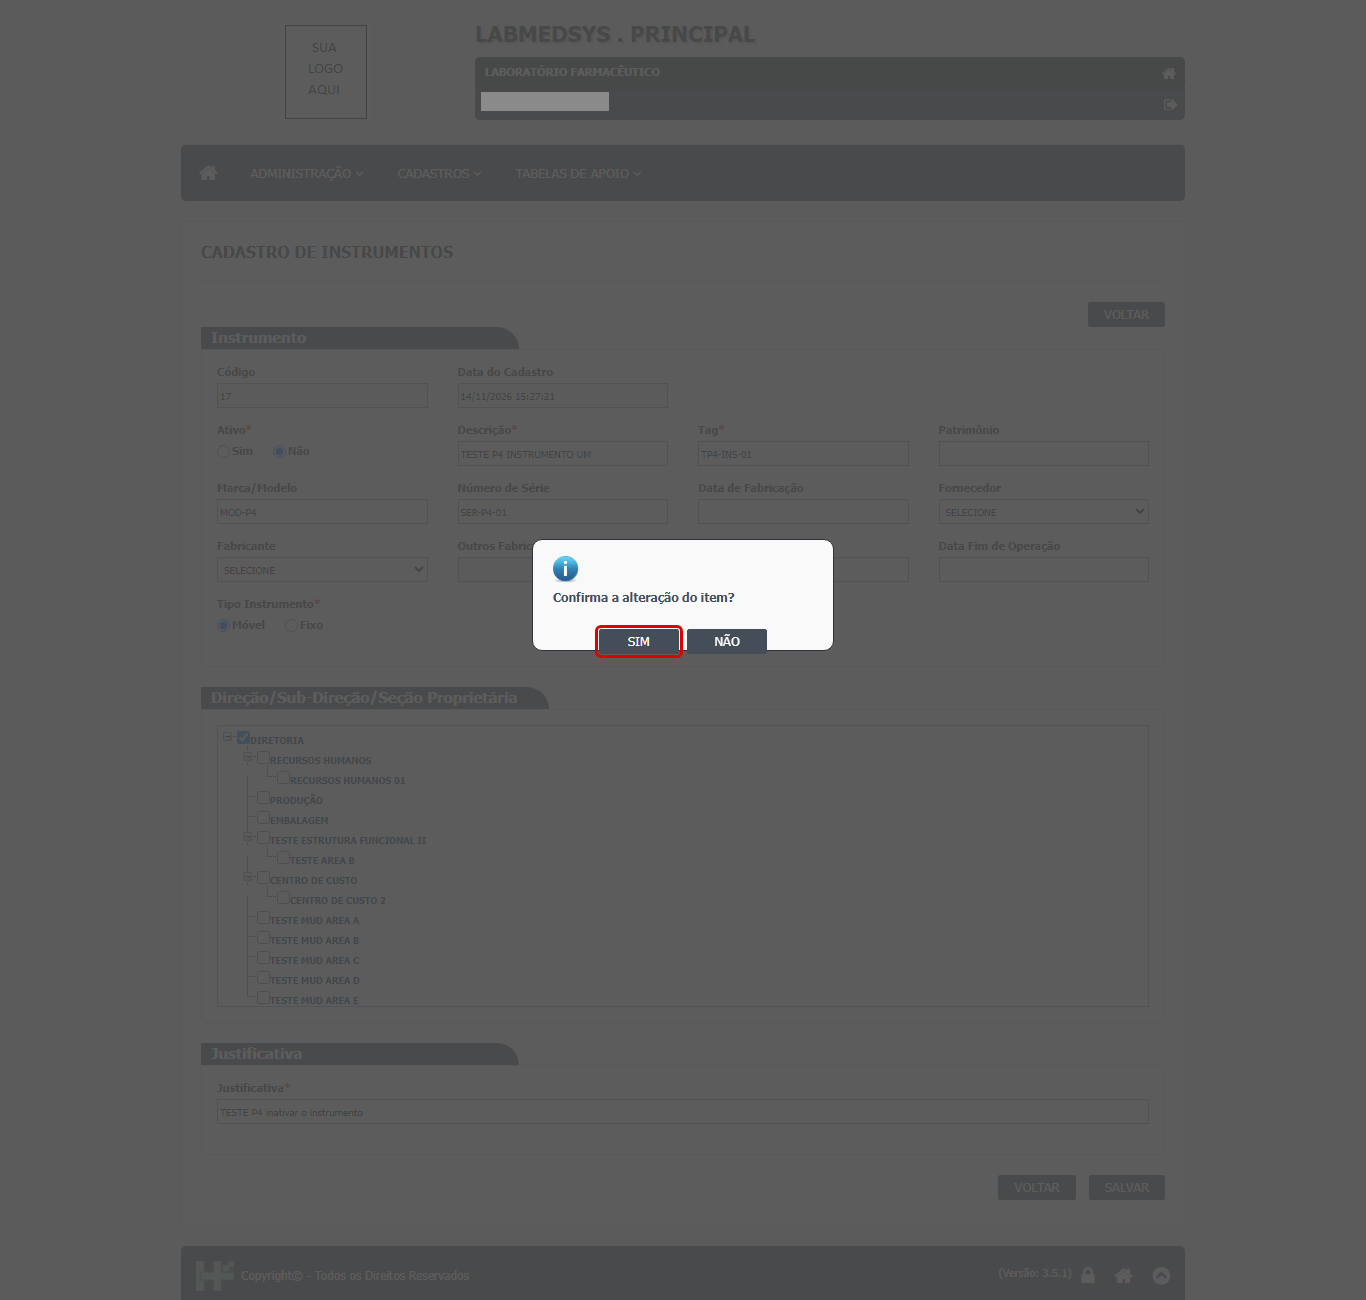 SUA
LOGO
AQUI
LABMEDSYS . PRINCIPAL
LABORATÓRIO FARMACÊUTICO
ADMINISTRAÇÃO
CADASTROS
TABELAS DE APOIO
CADASTRO DE INSTRUMENTOS
VOLTAR
Instrumento
Código
Data do Cadastro
17
14/11/2026 15:27:21
Ativo*
Descrição*
Tag*
Patrimônio
Sim
Não
TESTE P4 INSTRUMENTO UM
TP4-INS-01
Marca/Modelo
Número de Série
Data de Fabricação
Fornecedor
MOD-P4
SER-P4-01
SELECIONE
Fabricante
Outros Fabric
Data Fim de Operação
SELECIONE
Tipo Instrumento*
Móvel
Fixo
Confirma a alteração do item?
SIM
NÃO
Direção/Sub-Direção/Seção Proprietária
DIRETORIA
RECURSOS HUMANOS
RECURSOS HUMANOS 01
PRODUÇÃO
EMBALAGEM
TESTE ESTRUTURA FUNCIONAL II
TESTE AREA B
CENTRO DE CUSTO
CENTRO DE CUSTO 2
TESTE MUD AREA A
TESTE MUD AREA B
TESTE MUD AREA C
TESTE MUD AREA D
TESTE MUD AREA E
Justificativa
Justificativa*
TESTE P4 inativar o instrumento
VOLTAR
SALVAR
Copyright© - Todos os Direitos Reservados
(Versão: 3.5.1)